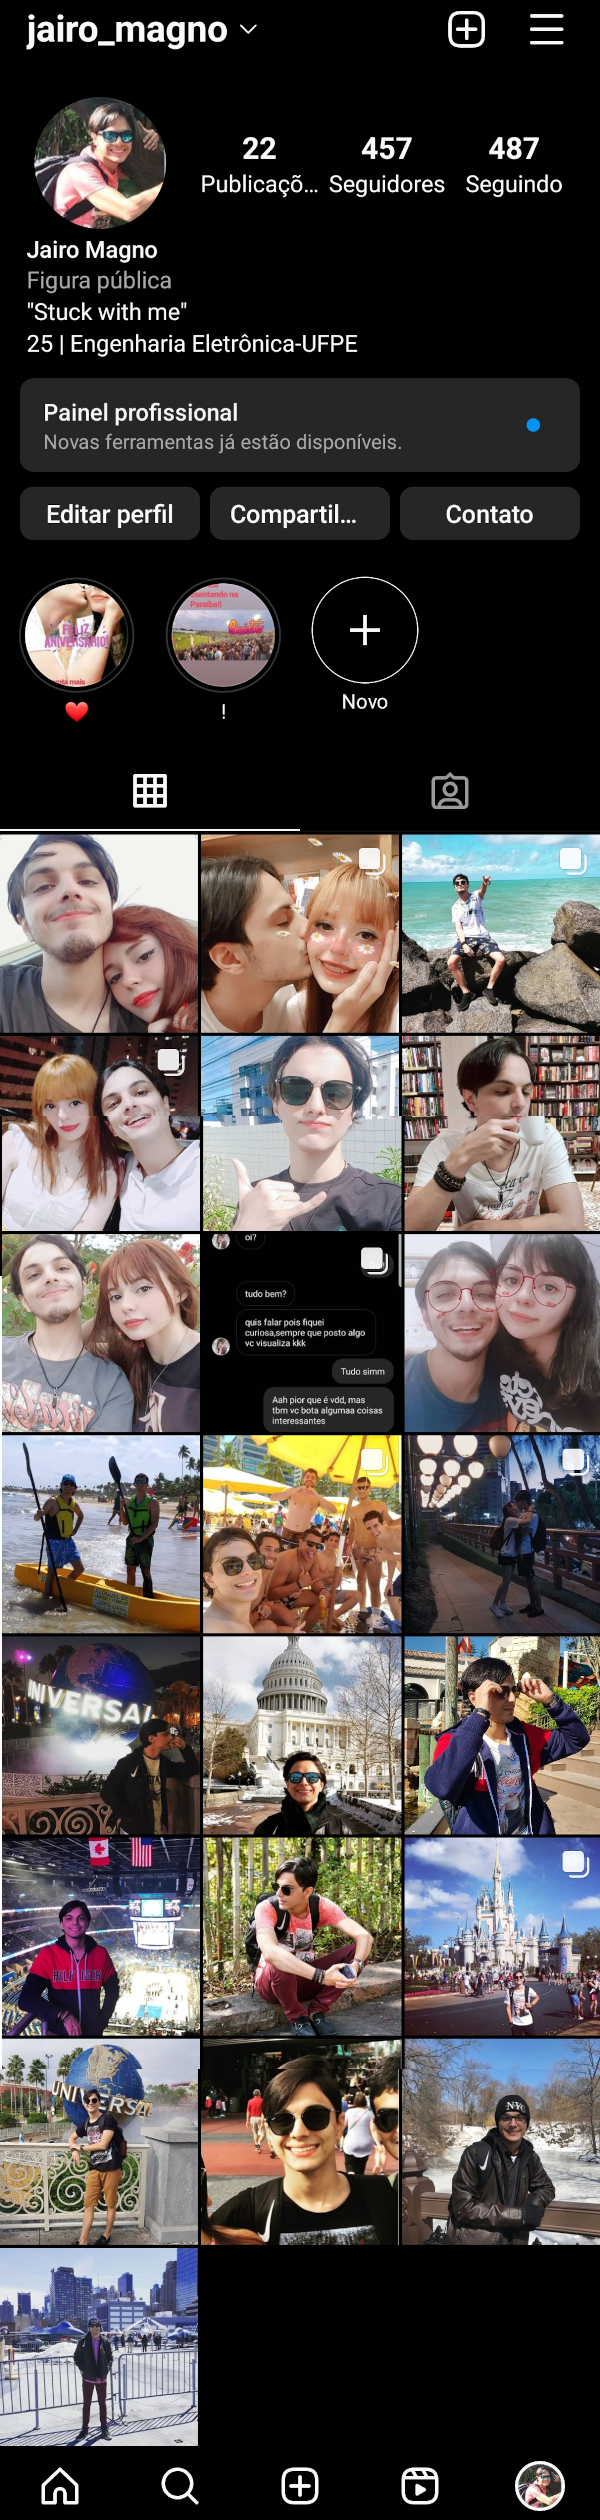 jairo_magno
22
457
487
Publicaçõ...
Seguidores
Seguindo
Jairo Magno
Figura pública
"Stuck with me"
25 | Engenharia Eletrônica-UFPE
Painel profissional
Novas ferramentas já estão disponíveis.
Editar perfil
Compartil...
Contato
FELIZ
ANIVERSÁRIO!
sentando na
Paraíba!!
!
Novo
oi?
tudo bem?
quis falar pois fiquei
curiosa,sempre que posto algo
vc visualiza kkk
Tudo simm
Aah pior que é vdd, mas
tbm vc bota algumaa coisas
interessantes
UNIVERSAL
UNIVERSAL
NYC